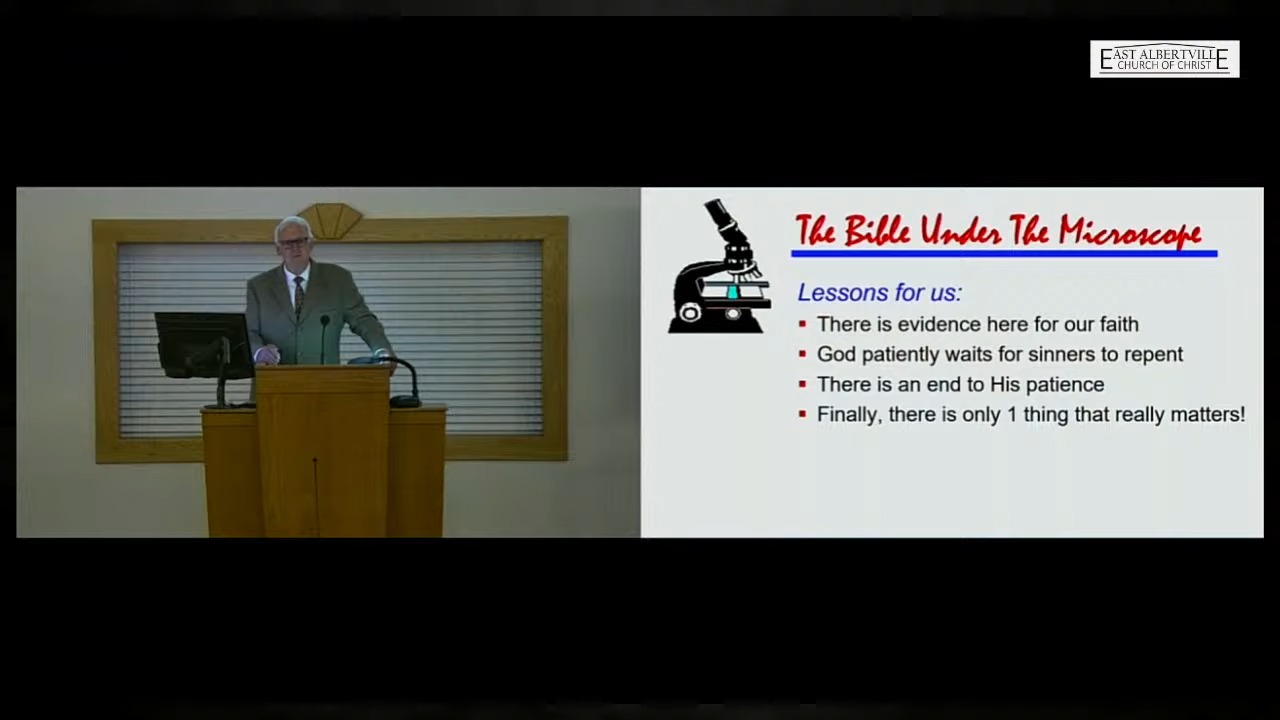 EAST ALBERTVILLE
CHURCH OF CHRIST
The Bible Under The Microscope
Lessons for us:
There is evidence here for our faith
God patiently waits for sinners to repent
There is an end to His patience
Finally, there is only 1 thing that really matters!